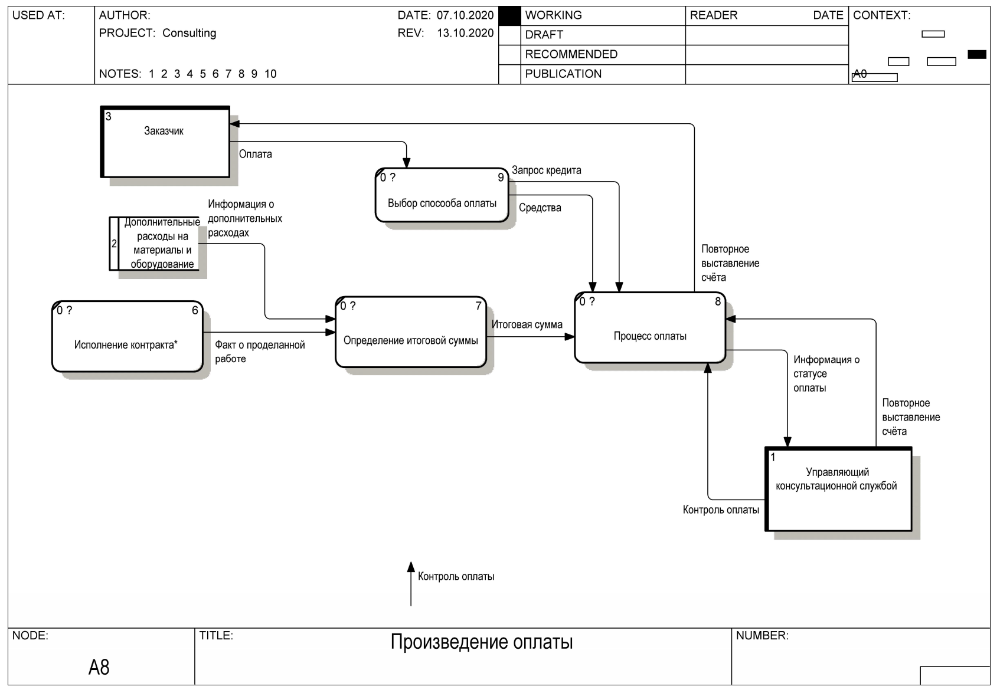 USED AT:
AUTHOR:
DATE: 07.10.2020
PROJECT: Consulting
REV: 13.10.2020
NOTES: 1 2 3 4 5 6 7 8 9 10
WORKING
DRAFT
RECOMMENDED
PUBLICATION
READER
DATE
CONTEXT:
A0
3
Заказчик
Оплата
0 ?
9
Выбор спосооба оплаты
Запрос кредита
Средства
Информация о
дополнительных
расходах
2
Дополнительные
расходы на
материалы и
оборудование
Повторное
выставление
счёта
0 ?
6
Исполнение контракта*
Факт о проделанной
работе
0 ?
7
Определение итоговой суммы
Итоговая сумма
0 ?
8
Процесс оплаты
Информация о
статусе
оплаты
Повторное
выставление
счёта
1
Управляющий
консультационной службой
Контроль оплаты
Контроль оплаты
NODE:
A8
TITLE:
Произведение оплаты
NUMBER: